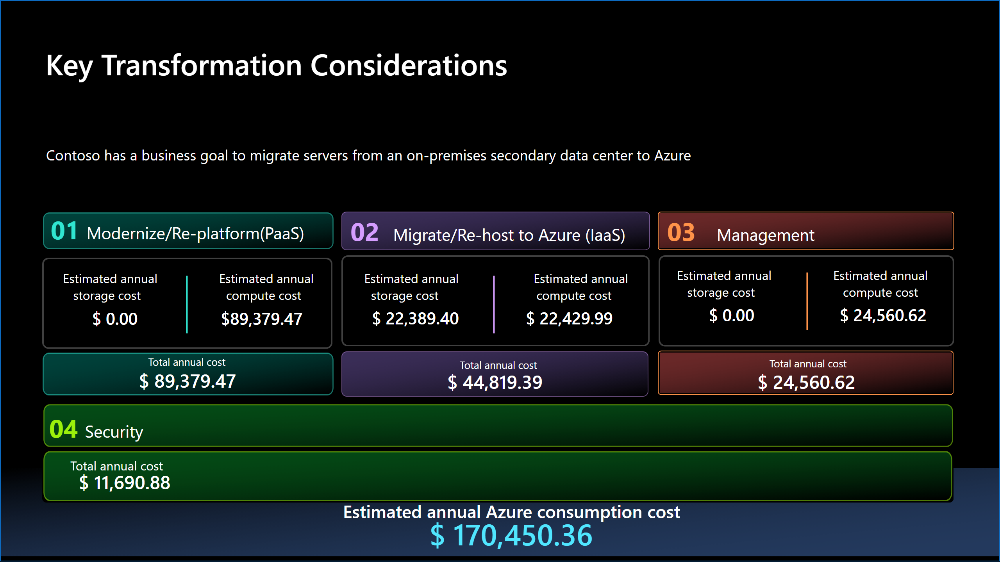 Key Transformation Considerations
Contoso has a business goal to migrate servers from an on-premises secondary data center to Azure
01 Modernize/Re-platform(PaaS)
Estimated annual
storage cost
$ 0.00
Estimated annual
compute cost
$89,379.47
Total annual cost
$ 89,379.47
02 Migrate/Re-host to Azure (IaaS)
Estimated annual
storage cost
$ 22,389.40
Estimated annual
compute cost
$ 22,429.99
Total annual cost
$ 44,819.39
03 Management
Estimated annual
storage cost
$ 0.00
Estimated annual
compute cost
$ 24,560.62
Total annual cost
$ 24,560.62
04 Security
Total annual cost
$ 11,690.88
Estimated annual Azure consumption cost
$ 170,450.36